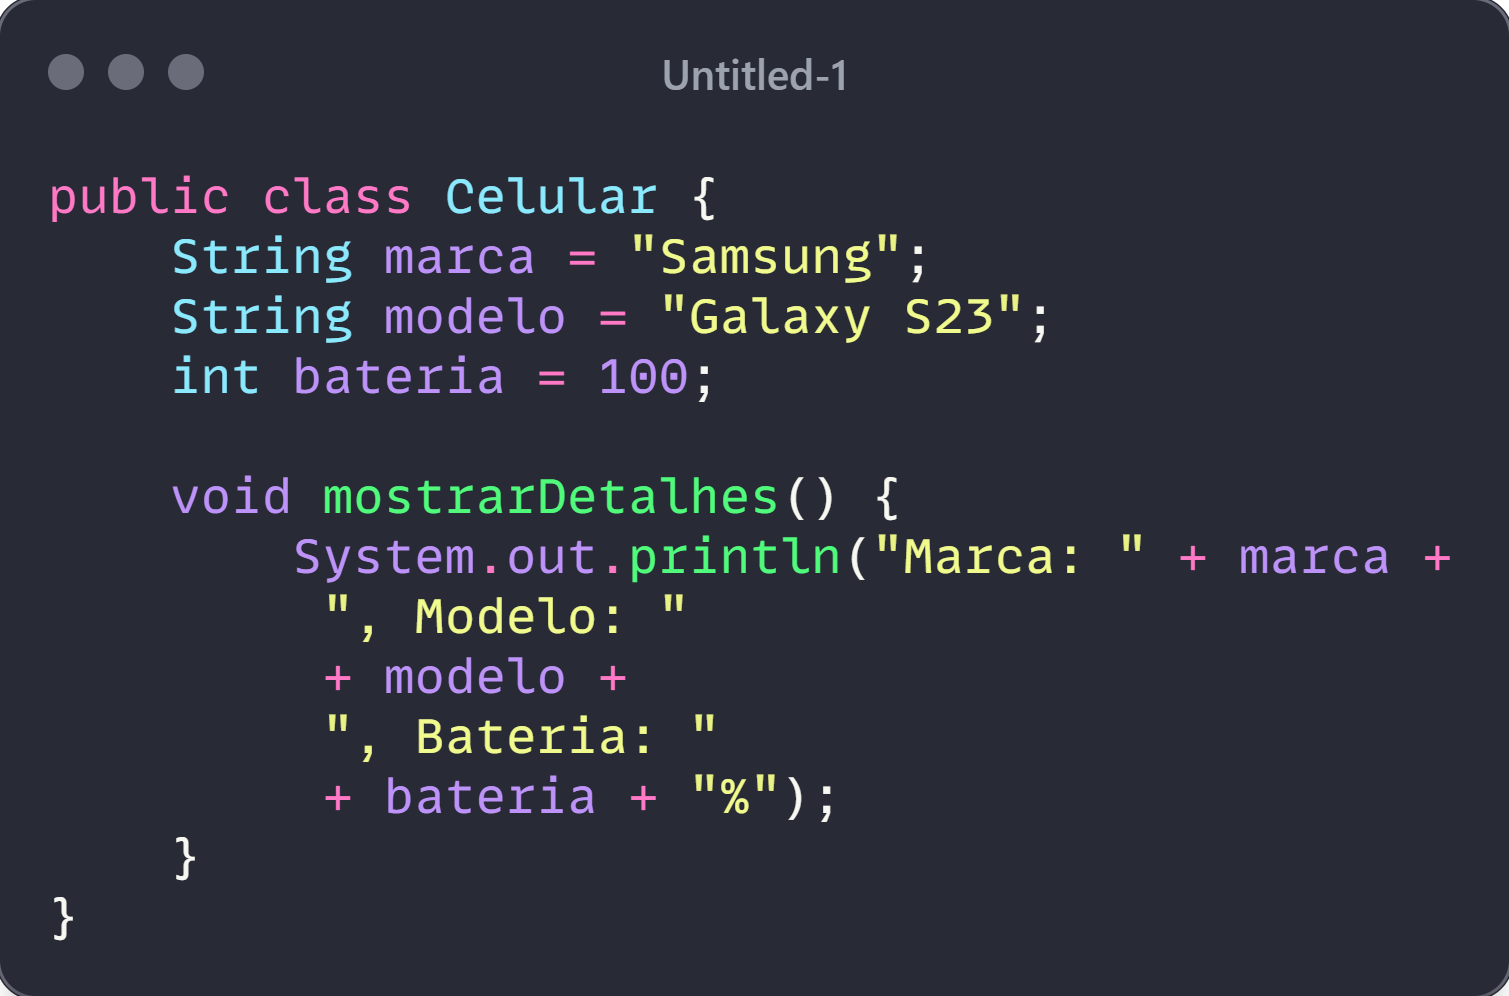 Untitled-1
public class Celular {
    String marca = "Samsung";
    String modelo = "Galaxy S23";
    int bateria = 100;

    void mostrarDetalhes() {
        System.out.println("Marca: " + marca +
         ", Modelo: "
         + modelo +
         ", Bateria: "
         + bateria + "%");
    }
}